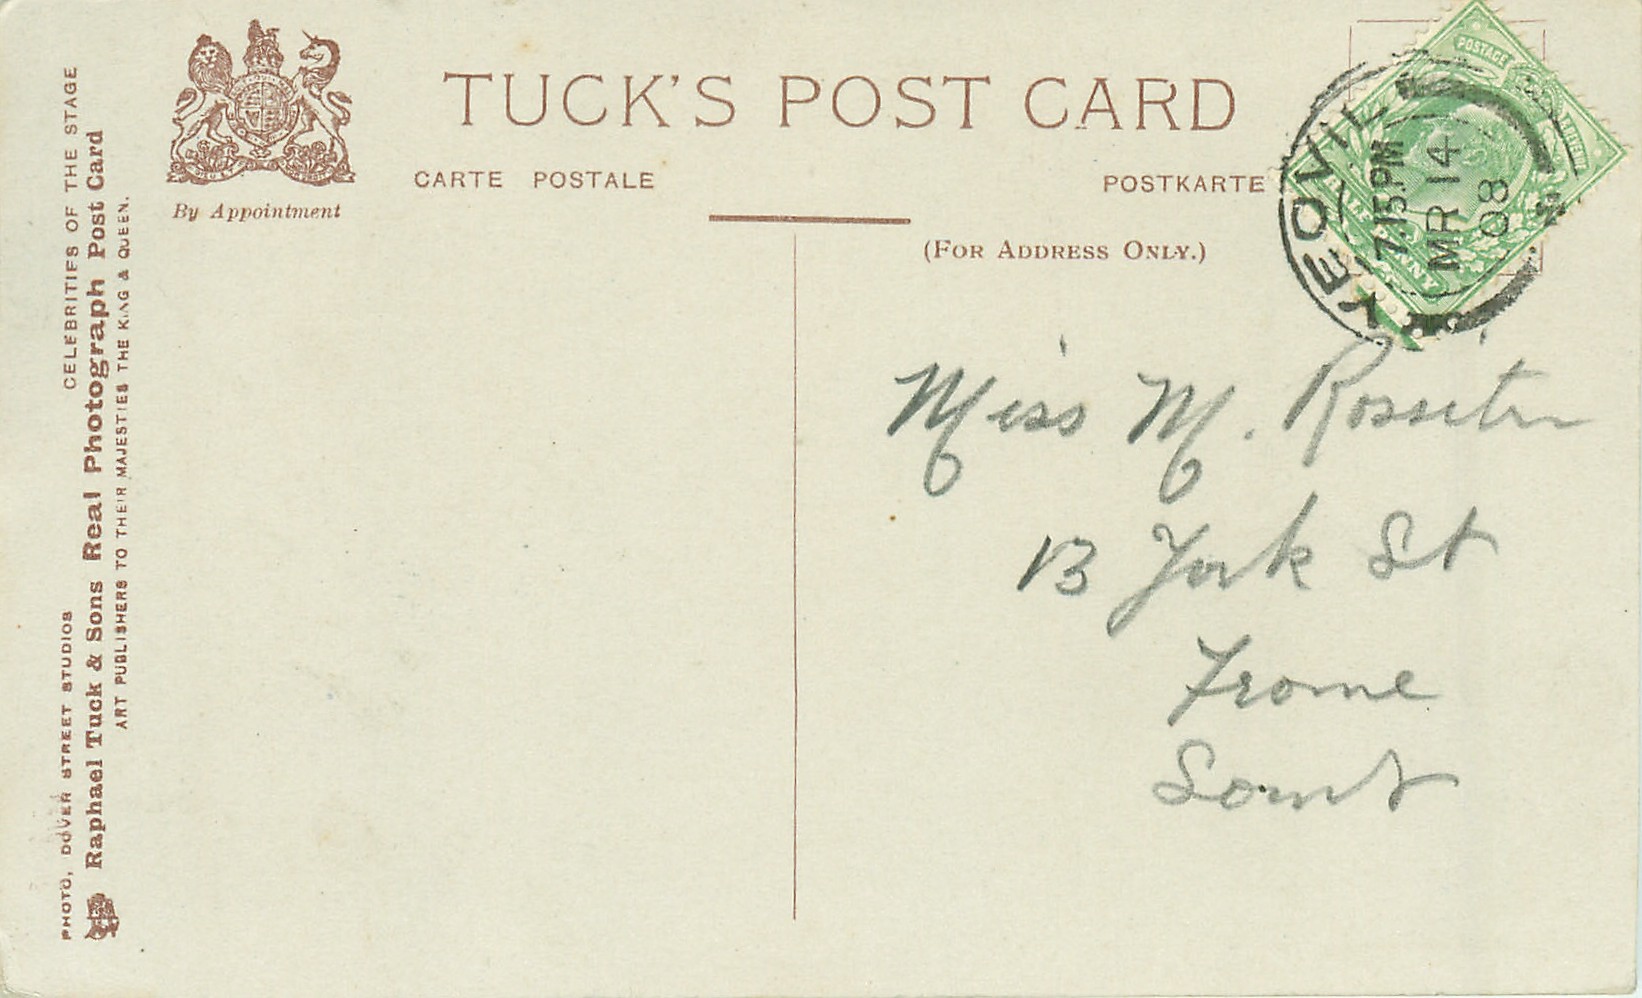 TUCK'S POST CARD
CARTE POSTALE
POSTKARTE
By Appointment
(FOR ADDRESS ONLY.)
CELEBRITIES OF THE STAGE
PHOTO, DOVER STREET STUDIOS
Raphael Tuck & Sons Real Photograph Post Card
ART PUBLISHERS TO THEIR MAJESTIES THE KING & QUEEN.
POSTAGE
YEOVIL
7.15PM
MR 14
08
Miss M. Rossiter
13 York St
Frome
Somt